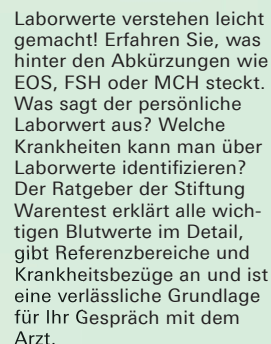 Laborwerte verstehen leicht
gemacht! Erfahren Sie, was
hinter den Abkürzungen wie
EOS, FSH oder MCH steckt.
Was sagt der persönliche
Laborwert aus? Welche
Krankheiten kann man über
Laborwerte identifizieren?
Der Ratgeber der Stiftung
Warentest erklärt alle wich-
tigen Blutwerte im Detail,
gibt Referenzbereiche und
Krankheitsbezüge an und ist
eine verlässliche Grundlage
für Ihr Gespräch mit dem
Arzt.